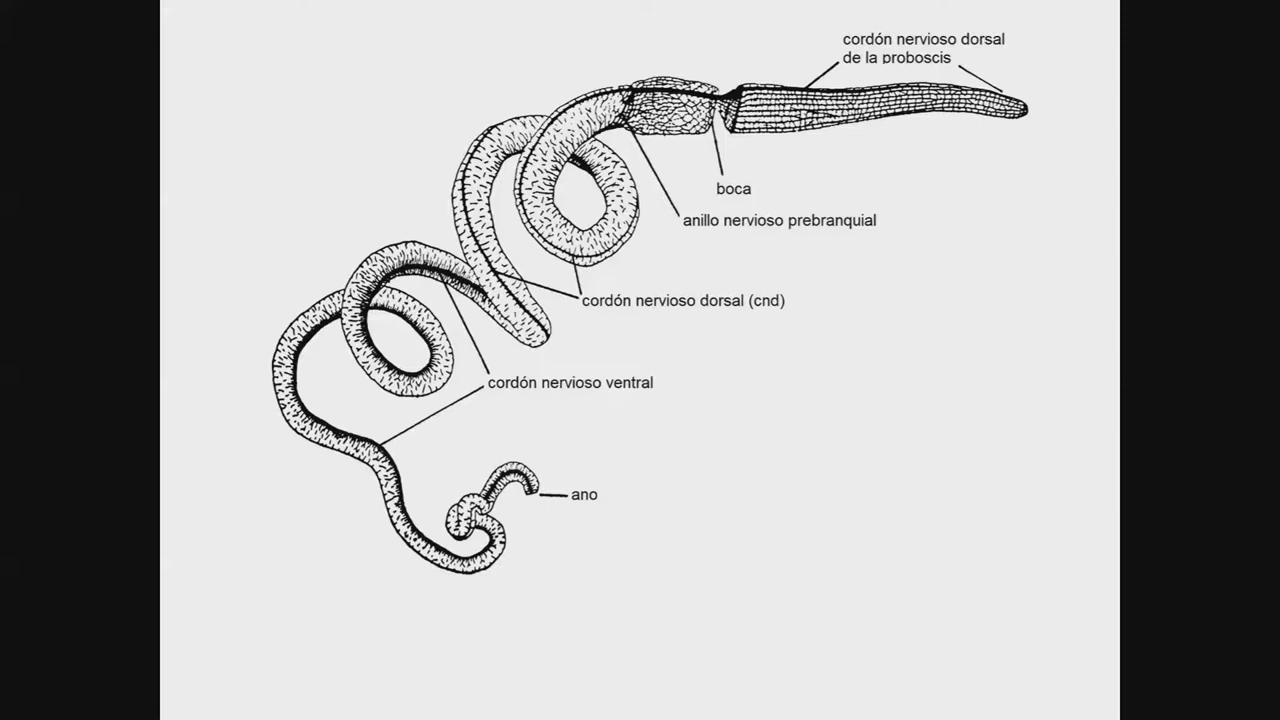 cordón nervioso dorsal
de la proboscis
boca
anillo nervioso prebranquial
cordón nervioso dorsal (cnd)
cordón nervioso ventral
ano